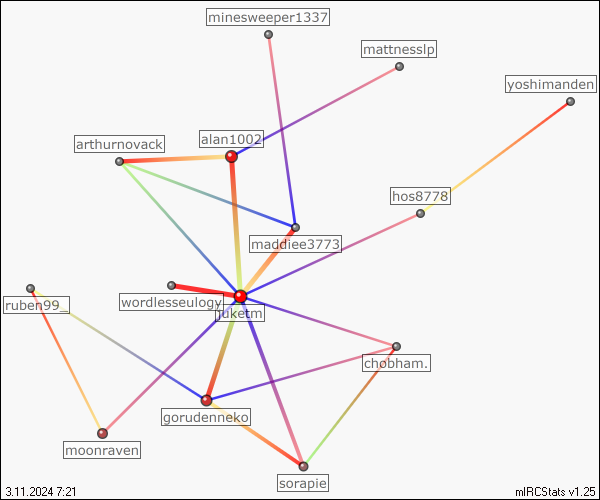 minesweeper1337
mattnesslp
yoshimanden
alan1002
arthurnovack
hos8778
maddiee3773
wordlesseulogy
ruben99_
juketm
chobham.
gorudenneko
moonraven
sorapie
3.11.2024 7:21
mIRCStats v1.25